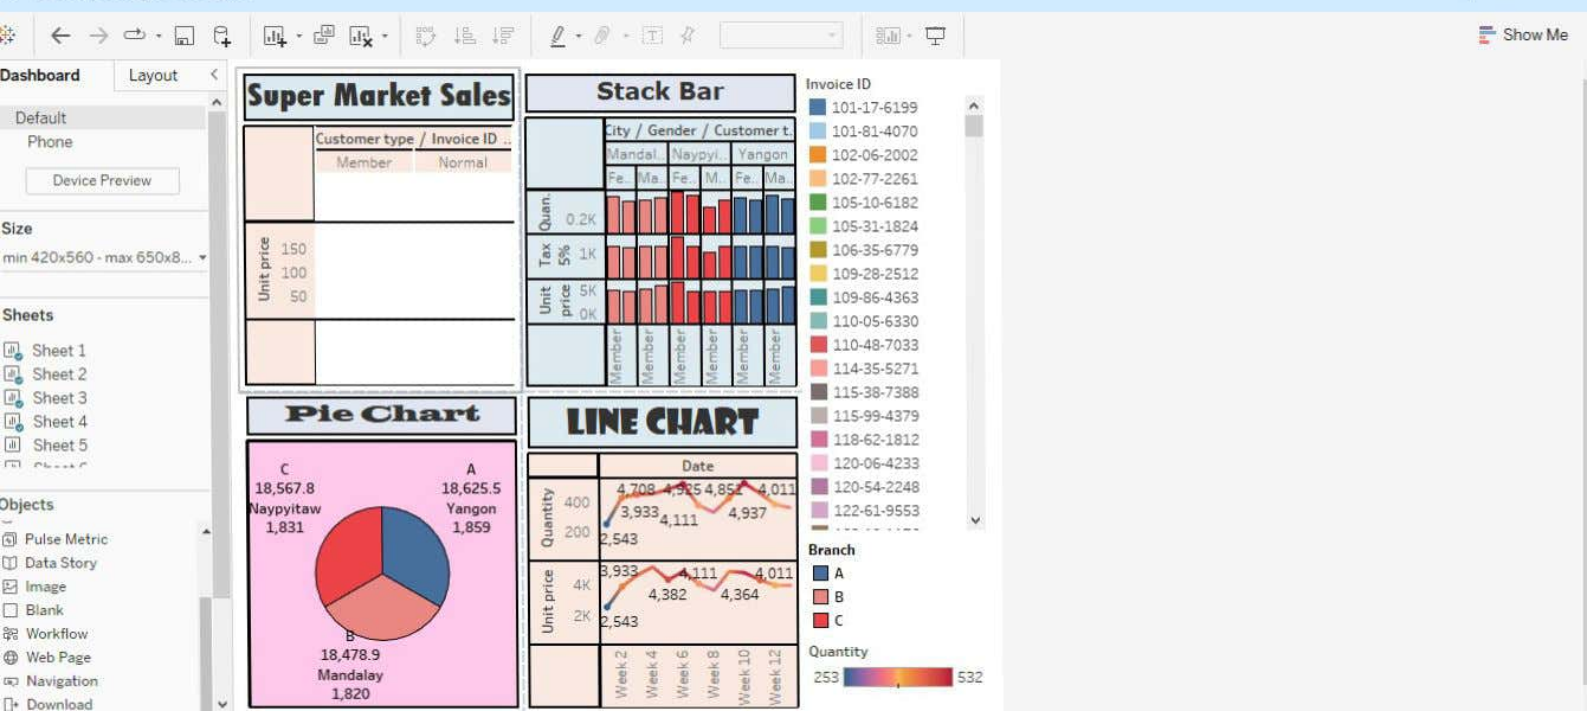 Show Me
Dashboard
Layout
Default
Phone
Device Preview
Size
min 420x560 - max 650x8...
Sheets
Sheet 1
Sheet 2
Sheet 3
Sheet 4
Sheet 5
Objects
Pulse Metric
Data Story
Image
Blank
Workflow
Web Page
Navigation
Download
Super Market Sales
Customer type / Invoice ID ..
Member Normal
Unit price
150
100
50
Stack Bar
City / Gender / Customer t.
Mandal.. Naypyi.. Yangon
Fe.. Ma.. Fe.. M.. Fe.. Ma..
Quan.
0.2K
Tax 5%
1K
Unit price
5K
0K
Member Member Member Member Member Member
Pie Chart
C
18,567.8
Naypyitaw
1,831
A
18,625.5
Yangon
1,859
B
18,478.9
Mandalay
1,820
LINE CHART
Date
Quantity
400
200
4,708 4,925 4,852 4,011
3,933 4,111 4,937
2,543
Unit price
4K
2K
3,933 4,111 4,011
4,382 4,364
2,543
Week 2 Week 4 Week 6 Week 8 Week 10 Week 12
Invoice ID
101-17-6199
101-81-4070
102-06-2002
102-77-2261
105-10-6182
105-31-1824
106-35-6779
109-28-2512
109-86-4363
110-05-6330
110-48-7033
114-35-5271
115-38-7388
115-99-4379
118-62-1812
120-06-4233
120-54-2248
122-61-9553
Branch
A
B
C
Quantity
253 532